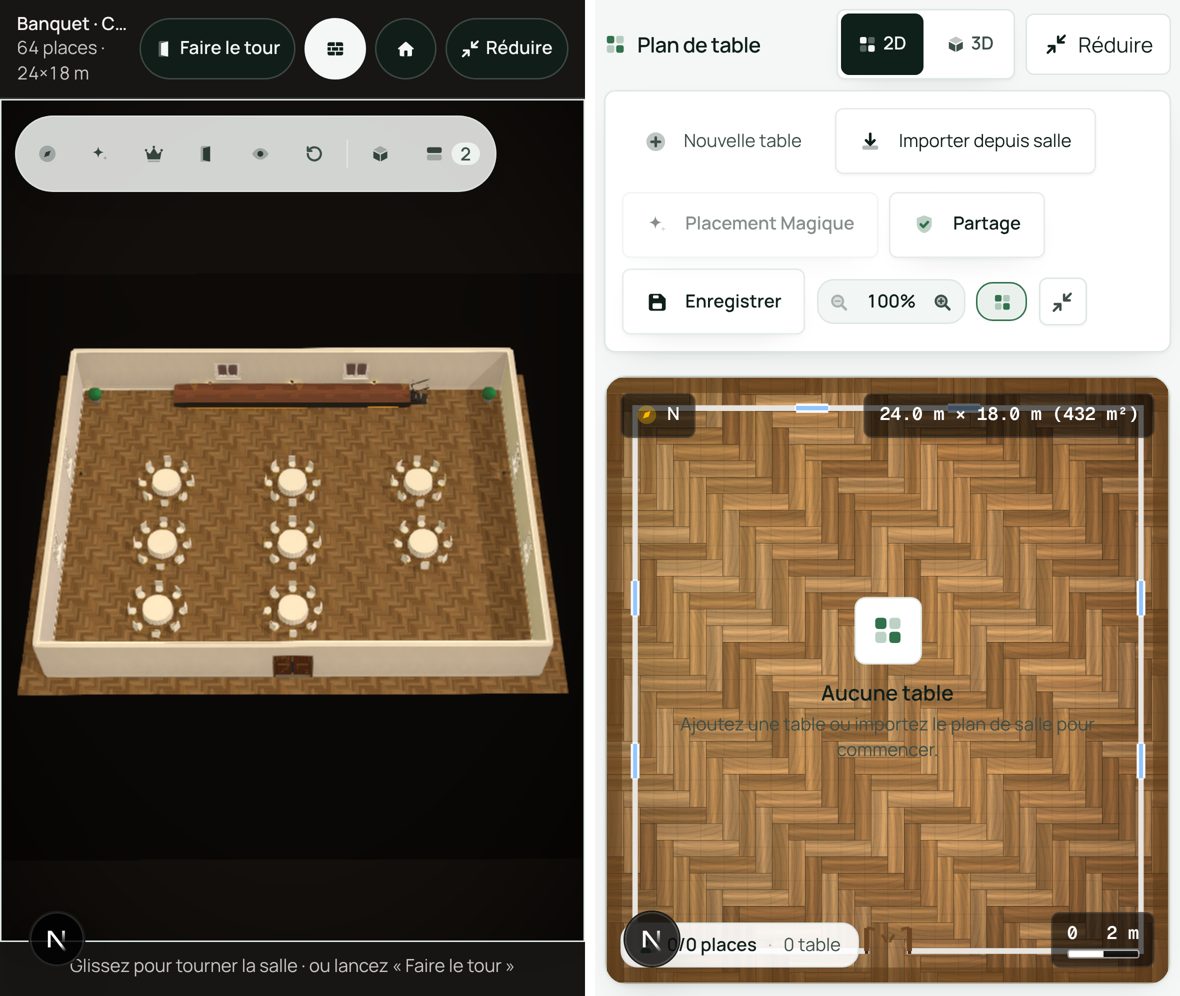 Banquet · C...
64 places ·
24×18 m
Faire le tour
Réduire
2
N
Glissez pour tourner la salle · ou lancez « Faire le tour »
Plan de table
2D
3D
Réduire
Nouvelle table
Importer depuis salle
Placement Magique
Partage
Enregistrer
100%
N
24.0 m × 18.0 m (432 m²)
Aucune table
Ajoutez une table ou importez le plan de salle pour
commencer.
N
0/0 places · 0 table
0 2 m